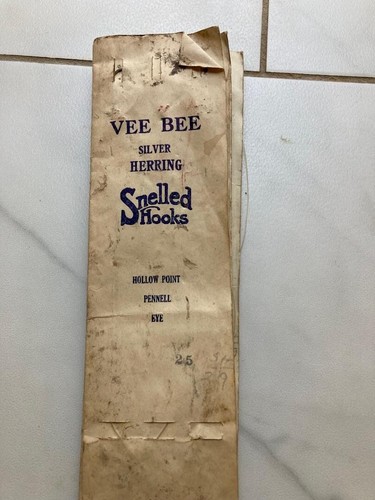 VEE BEE
SILVER
HERRING
Snelled
Hooks
HOLLOW POINT
PENNELL
EYE
25